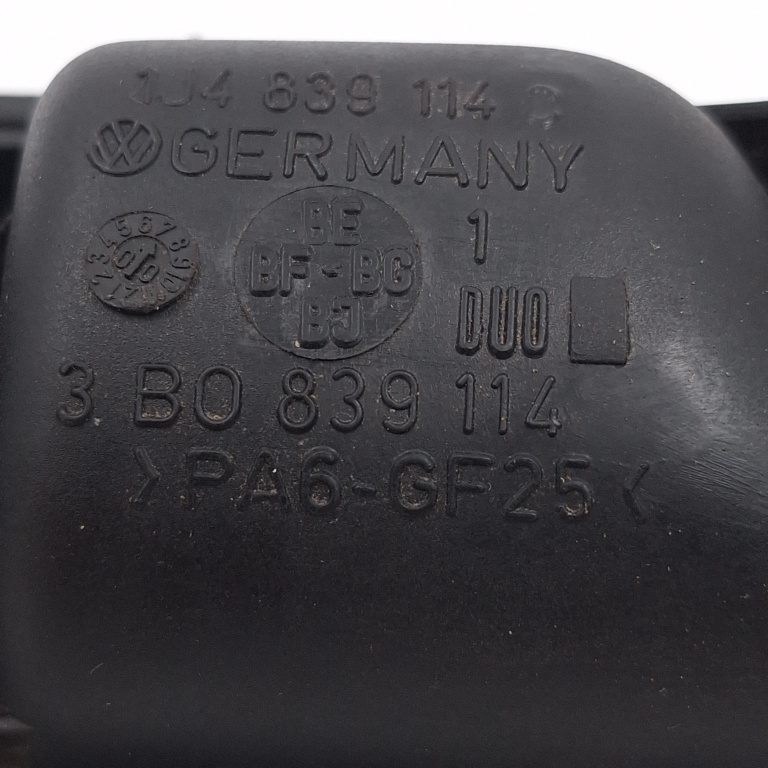 1J4 839 114 C
GERMANY
BE
BF-BG
BJ
1
DUO
3 B0 839 114
>PA6-GF25<